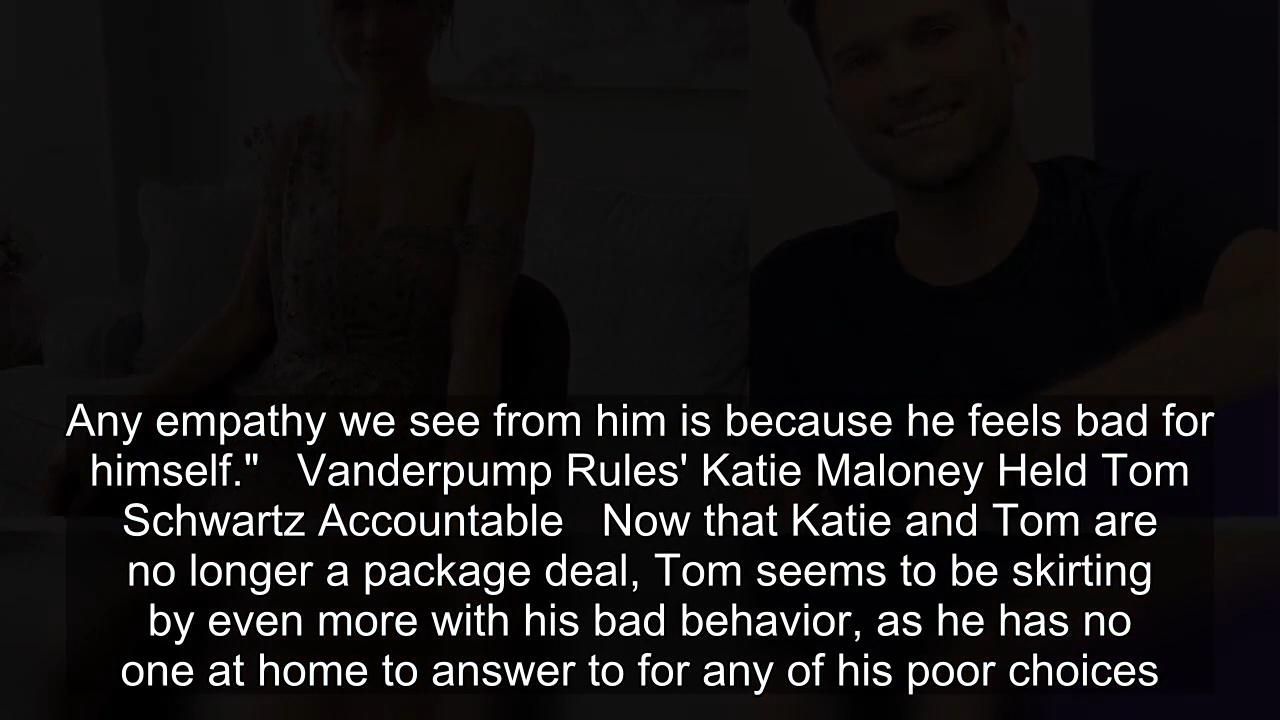 Any empathy we see from him is because he feels bad for
himself."   Vanderpump Rules' Katie Maloney Held Tom
Schwartz Accountable   Now that Katie and Tom are
no longer a package deal, Tom seems to be skirting
by even more with his bad behavior, as he has no
one at home to answer to for any of his poor choices